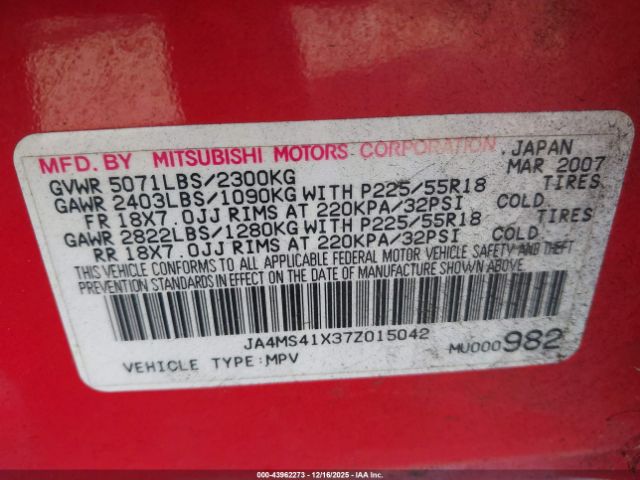 MFD.BY MITSUBISHI MOTORS CORPORATION, JAPAN
GVWR 5071LBS/2300KG MAR 2007
GAWR 2403LBS/1090KG WITH P225/55R18 TIRES
FR 18X7.0JJ RIMS AT 220KPA/32PSI COLD
GAWR 2822LBS/1280KG WITH P225/55R18 TIRES
RR 18X7.0JJ RIMS AT 220KPA/32PSI COLD
THIS VEHICLE CONFORMS TO ALL APPLICABLE FEDERAL MOTOR VEHICLE SAFETY AND THEFT
PREVENTION STANDARDS IN EFFECT ON THE DATE OF MANUFACTURE SHOWN ABOVE.
JA4MS41X37Z015042
VEHICLE TYPE:MPV MU000982
000-43962273 - 12/16/2025 - IAAI.com